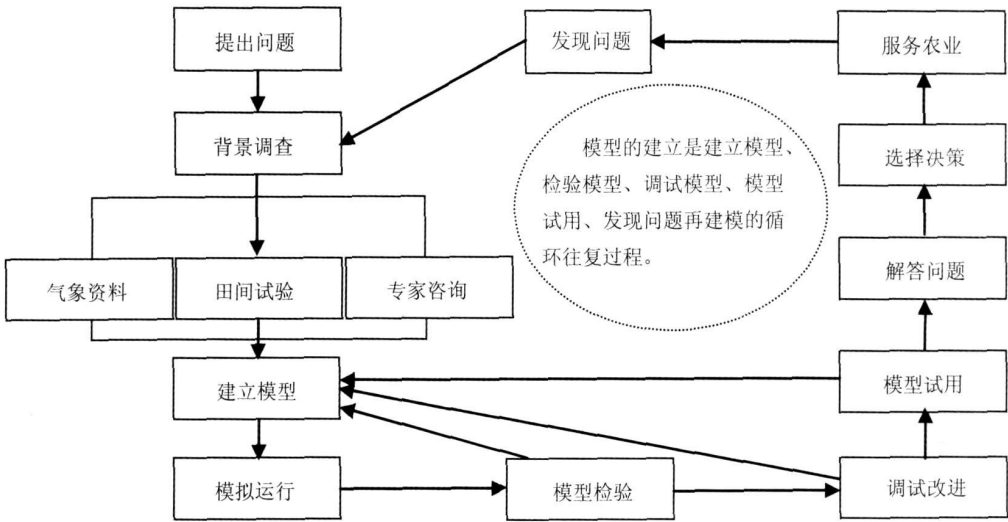 提出问题
发现问题
服务农业
背景调查
模型的建立是建立模型、
检验模型、调试模型、模型
试用、发现问题再建模的循
环往复过程。
选择决策
解答问题
气象资料
田间试验
专家咨询
建立模型
模型试用
模拟运行
模型检验
调试改进